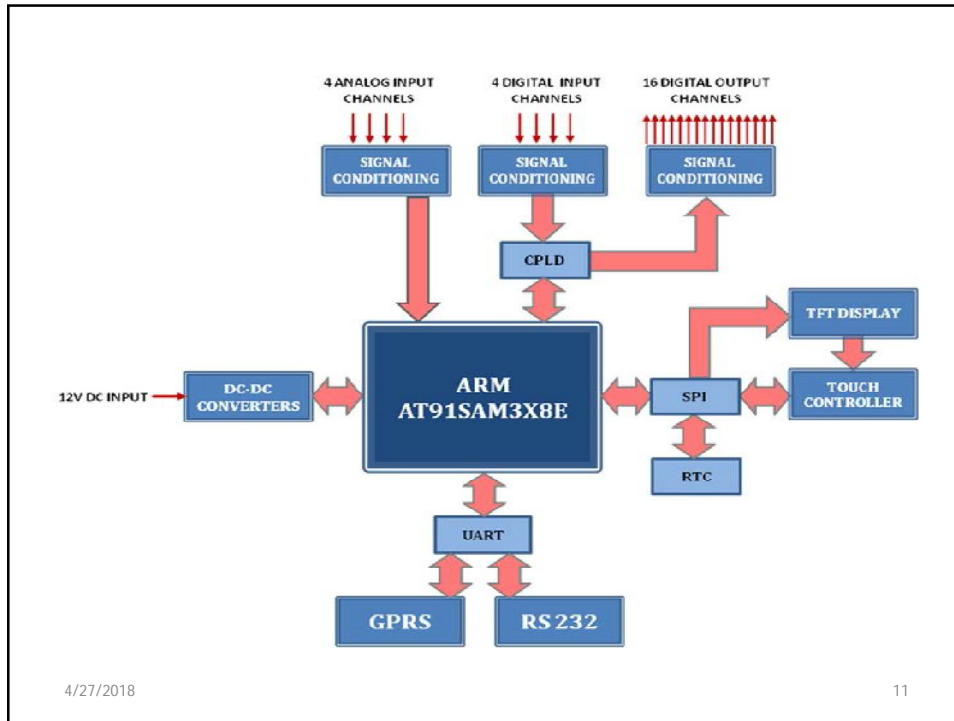 4 ANALOG INPUT
CHANNELS
4 DIGITAL INPUT
CHANNELS
16 DIGITAL OUTPUT
CHANNELS
SIGNAL
CONDITIONING
SIGNAL
CONDITIONING
SIGNAL
CONDITIONING
CPLD
TFT DISPLAY
12V DC INPUT
DC-DC
CONVERTERS
ARM
AT91SAM3X8E
SPI
TOUCH
CONTROLLER
RTC
UART
GPRS
RS 232
4/27/2018
11